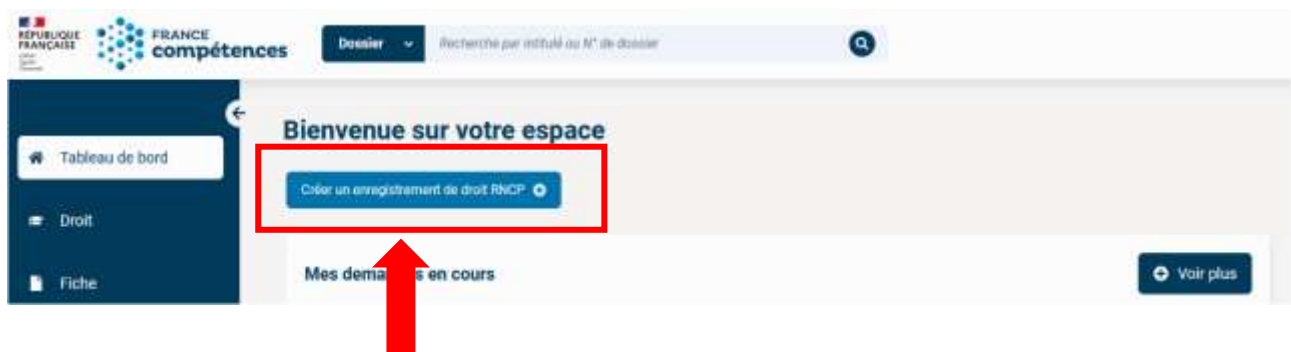 RÉPUBLIQUE
FRANÇAISE
FRANCE
compétences
Dossier
Recherche par intitulé ou N° de dossier
Bienvenue sur votre espace
Tableau de bord
Créer un enregistrement de droit RNCP
Droit
Mes en cours
Voir plus
Fiche